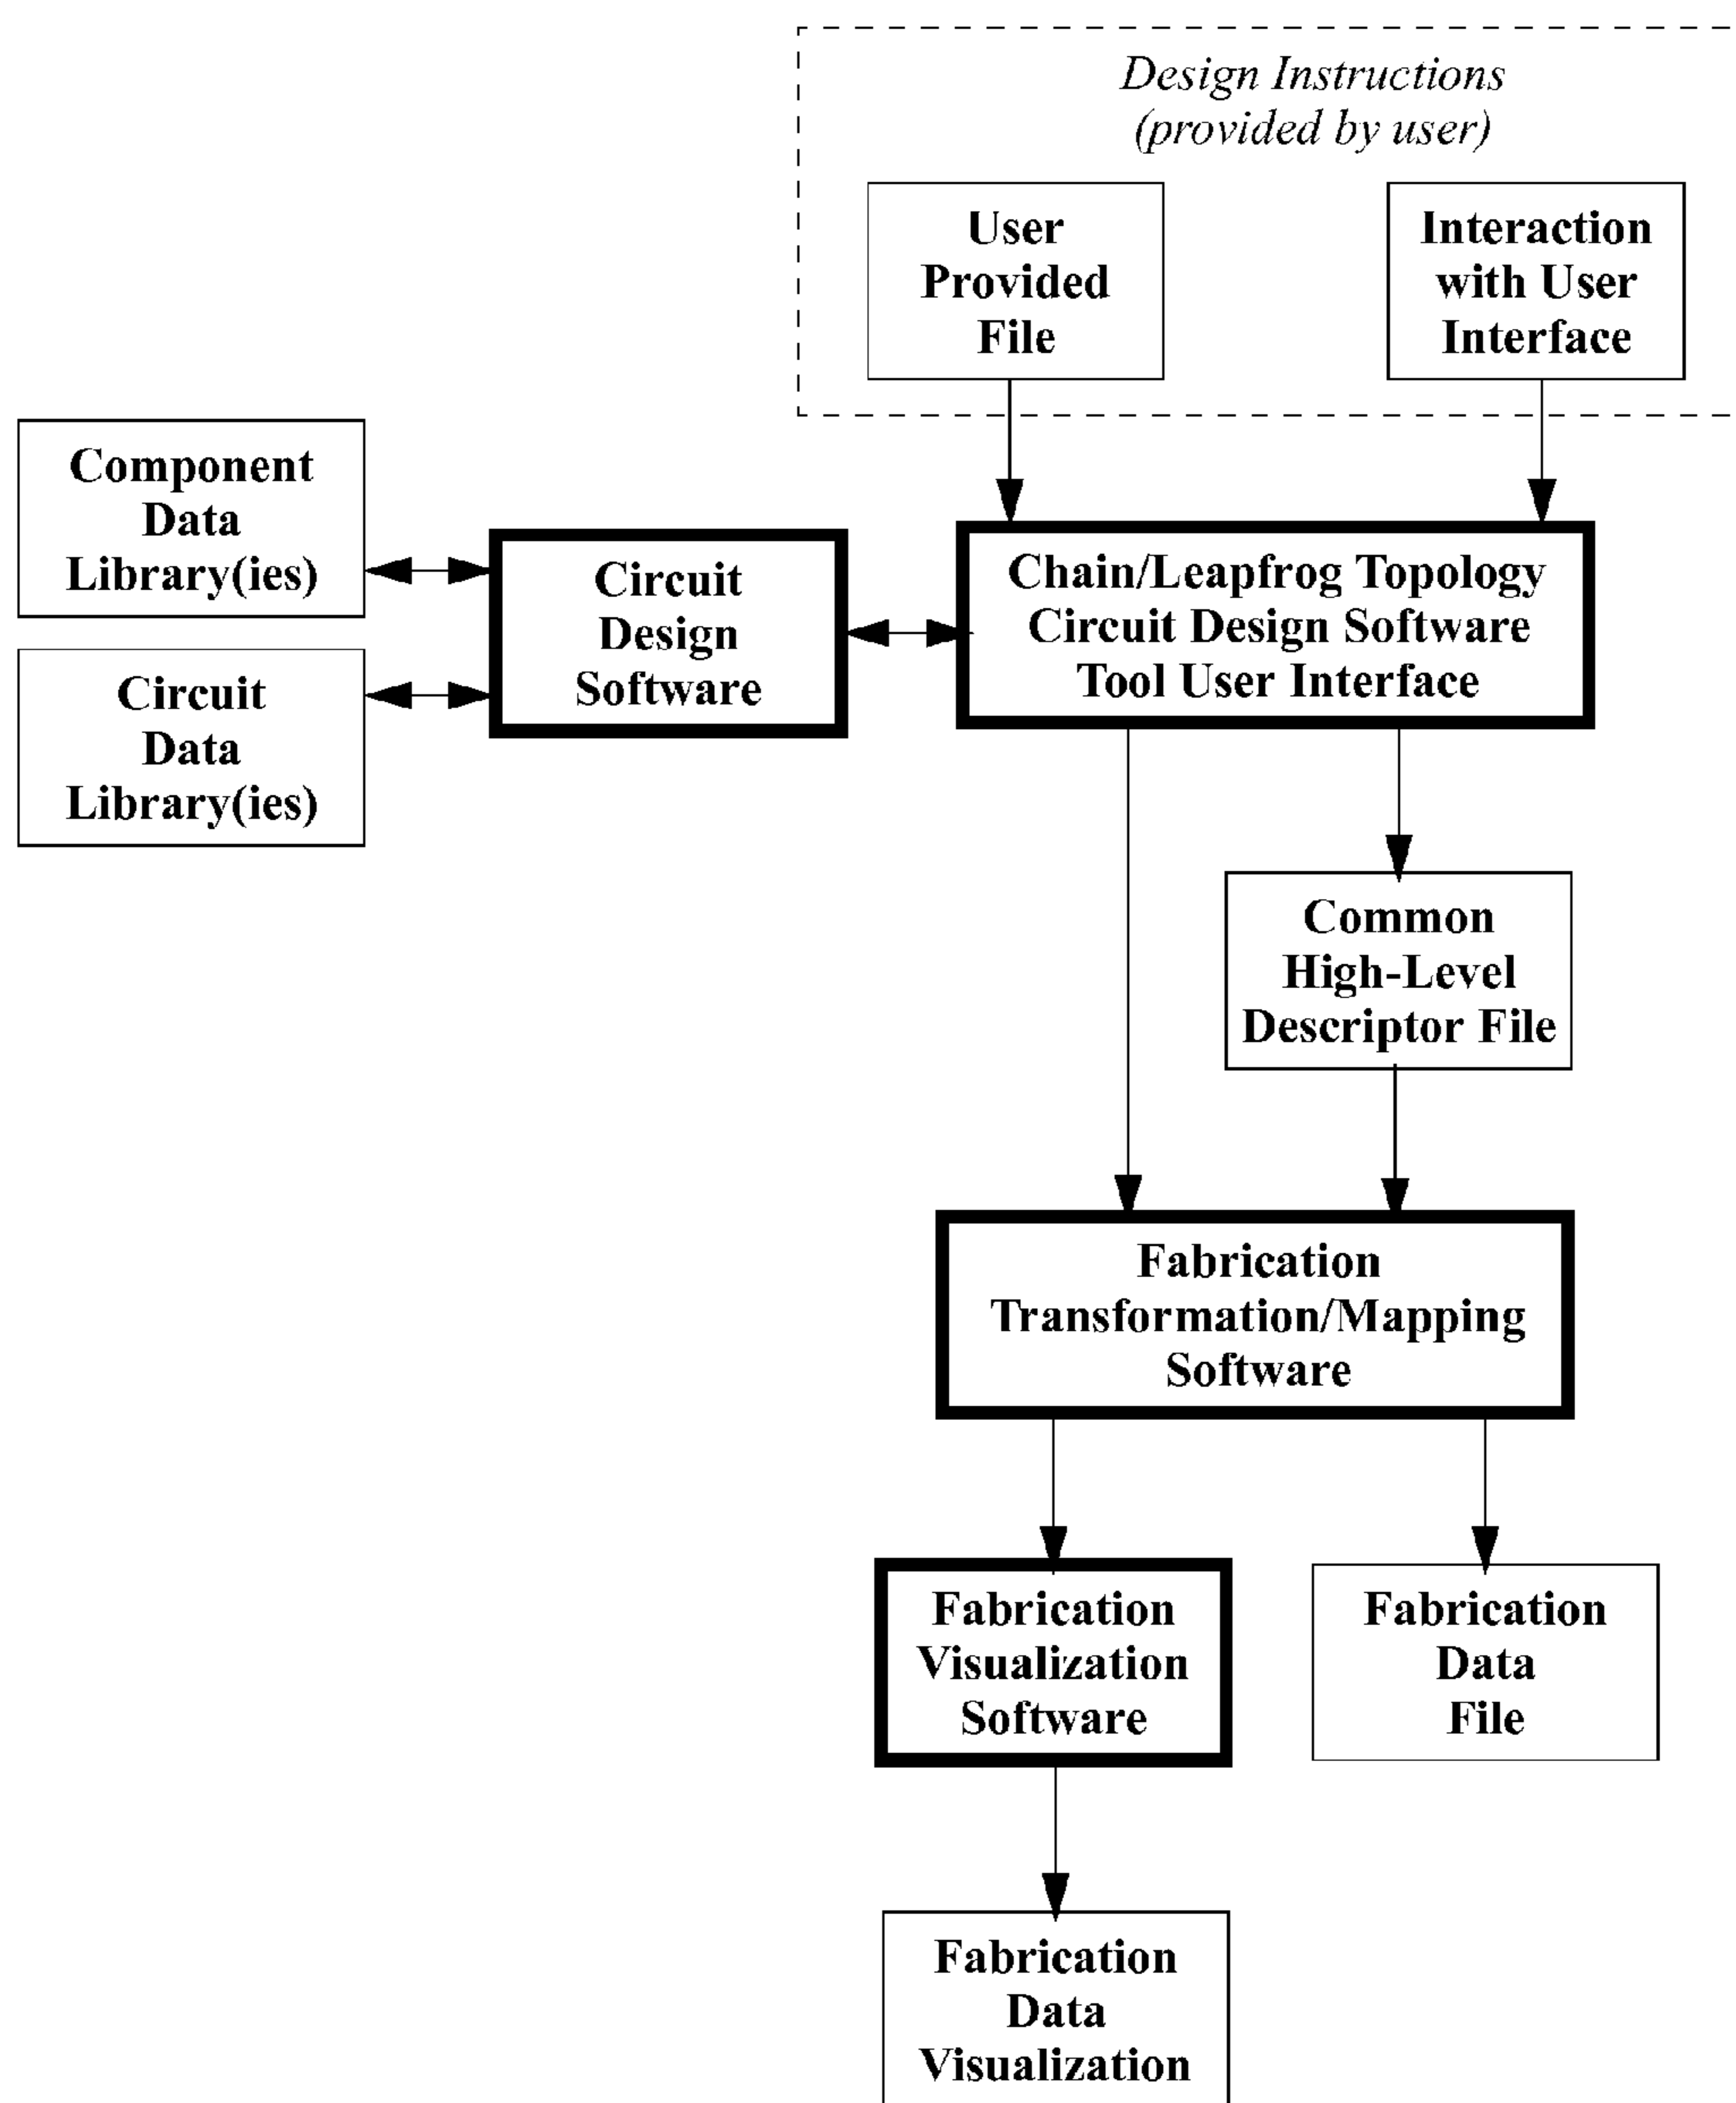 Design Instructions
(provided by user)
User
Provided
File
Interaction
with User
Interface
Component
Data
Library(ies)
Circuit
Data
Library(ies)
Circuit
Design
Software
Chain/Leapfrog Topology
Circuit Design Software
Tool User Interface
Common
High-Level
Descriptor File
Fabrication
Transformation/Mapping
Software
Fabrication
Visualization
Software
Fabrication
Data
File
Fabrication
Data
Visualization